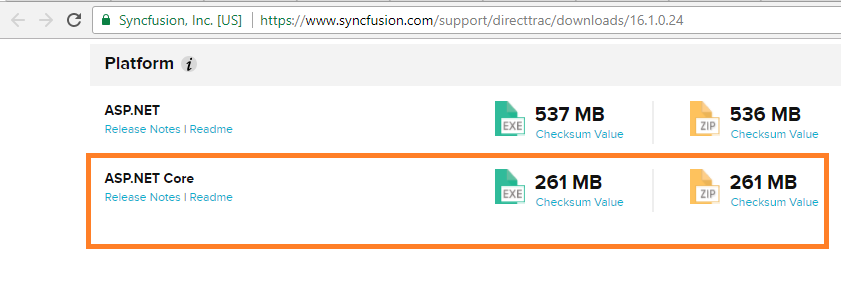 Syncfusion, Inc. [US] https://www.syncfusion.com/support/directtrac/downloads/16.1.0.24
Platform i
ASP.NET
Release Notes | Readme
EXE 537 MB
Checksum Value
ZIP 536 MB
Checksum Value
ASP.NET Core
Release Notes | Readme
EXE 261 MB
Checksum Value
ZIP 261 MB
Checksum Value